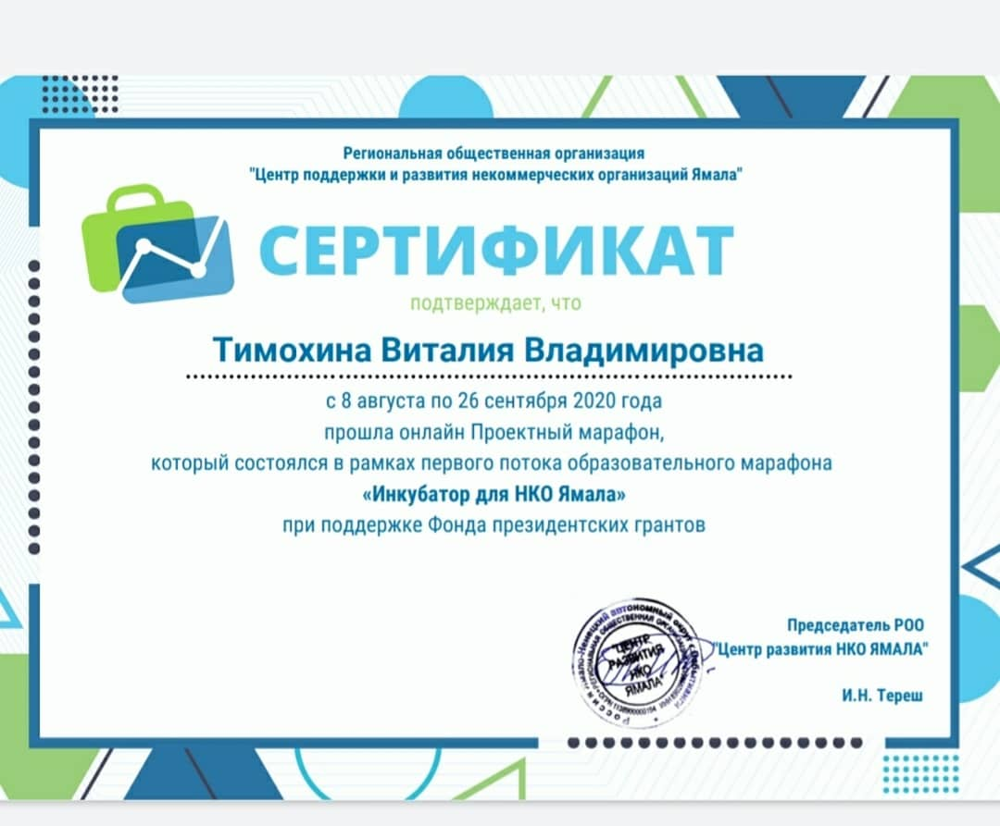 Региональная общественная организация
"Центр поддержки и развития некоммерческих организаций Ямала"
СЕРТИФИКАТ
подтверждает, что
Тимохина Виталия Владимировна
с 8 августа по 26 сентября 2020 года
прошла онлайн Проектный марафон,
который состоялся в рамках первого потока образовательного марафона
«Инкубатор для НКО Ямала»
при поддержке Фонда президентских грантов
"ЦЕНТР
РАЗВИТИЯ
НКО
ЯМАЛА"
Председатель РОО
"Центр развития НКО ЯМАЛА"
И.Н. Тереш